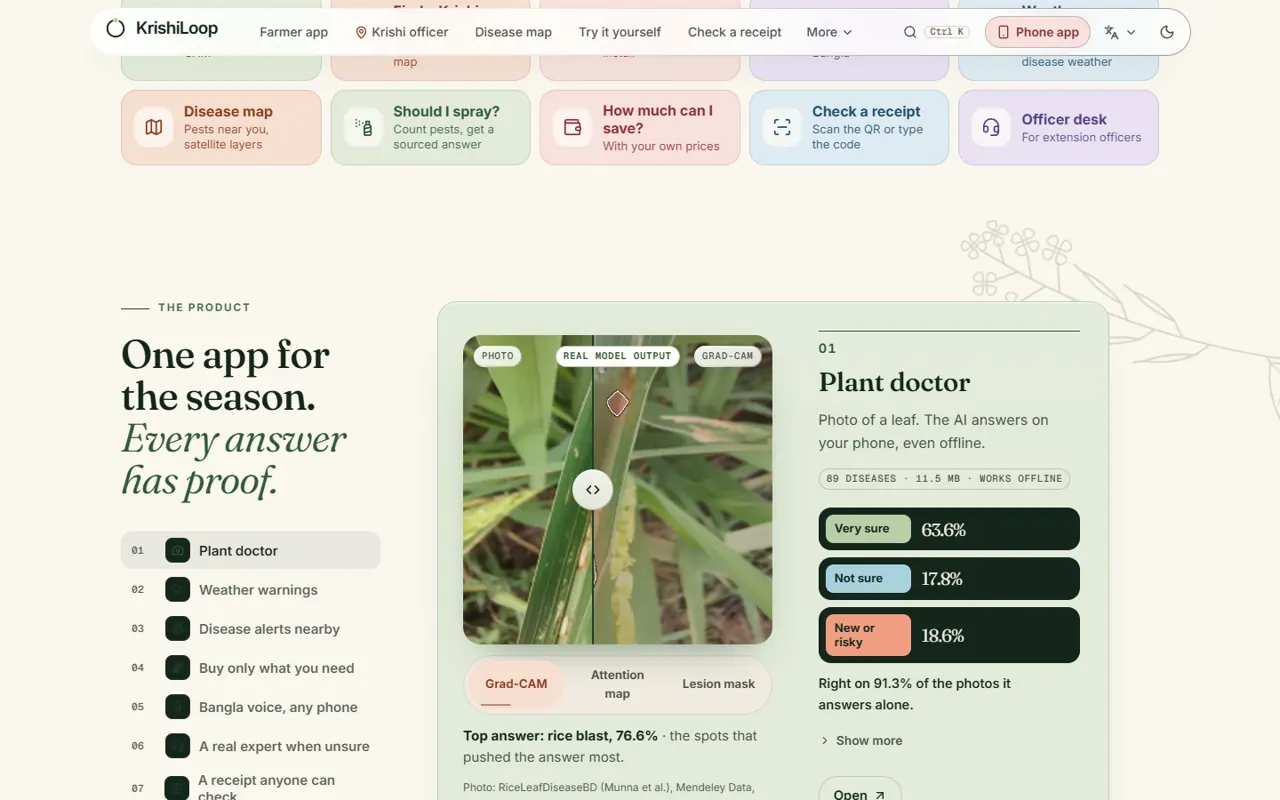 KrishiLoop
Farmer app
Krishi officer
Disease map
Try it yourself
Check a receipt
More
Ctrl K
Phone app
map
disease weather
Disease map
Pests near you,
satellite layers
Should I spray?
Count pests, get a
sourced answer
How much can I
save?
With your own prices
Check a receipt
Scan the QR or type
the code
Officer desk
For extension officers
THE PRODUCT
One app for
the season.
Every answer
has proof.
01 Plant doctor
02 Weather warnings
03 Disease alerts nearby
04 Buy only what you need
05 Bangla voice, any phone
06 A real expert when unsure
07 A receipt anyone can
check
PHOTO
REAL MODEL OUTPUT
GRAD-CAM
Grad-CAM
Attention
map
Lesion mask
Top answer: rice blast, 76.6% · the spots that
pushed the answer most.
Photo: RiceLeafDiseaseBD (Munna et al.), Mendeley Data,
01
Plant doctor
Photo of a leaf. The AI answers on
your phone, even offline.
89 DISEASES · 11.5 MB · WORKS OFFLINE
Very sure 63.6%
Not sure 17.8%
New or
risky 18.6%
Right on 91.3% of the photos it
answers alone.
Show more
Open